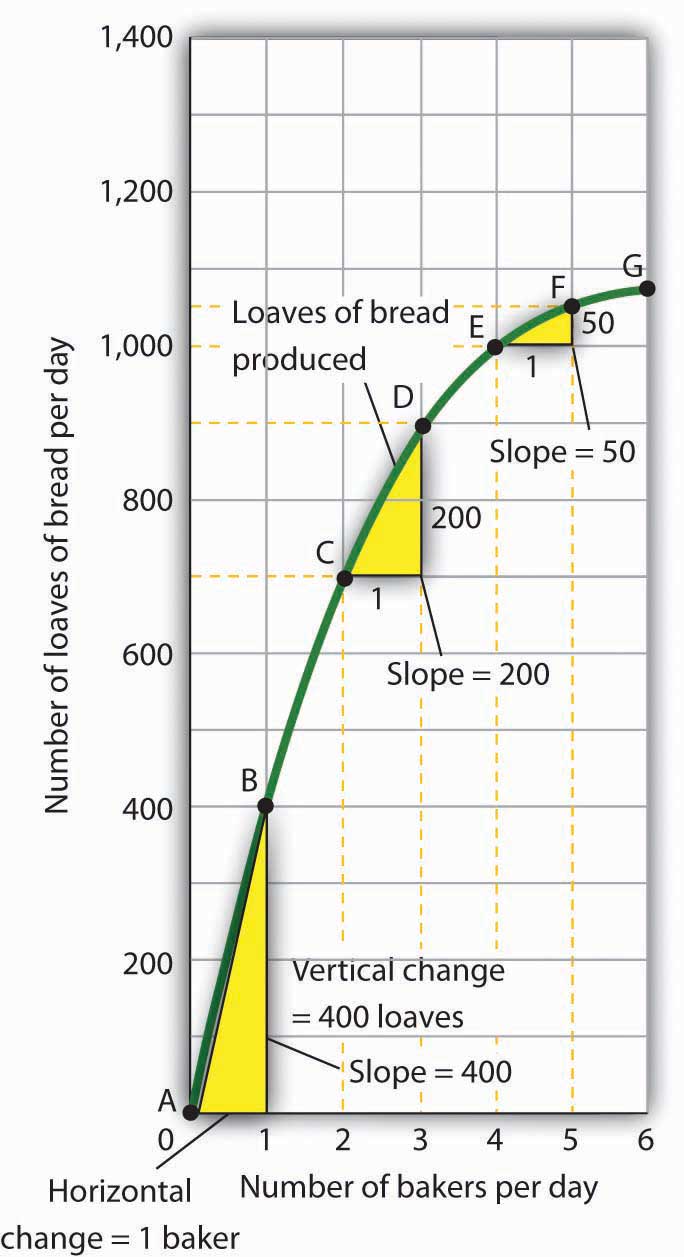 1,400
1,200
1,000
800
600
400
200
0
Number of loaves of bread per day
Loaves of bread
produced
A
B
C
D
E
F
G
50
1
Slope = 50
200
1
Slope = 200
Vertical change
= 400 loaves
Slope = 400
1
2
3
4
5
6
Number of bakers per day
Horizontal
change = 1 baker